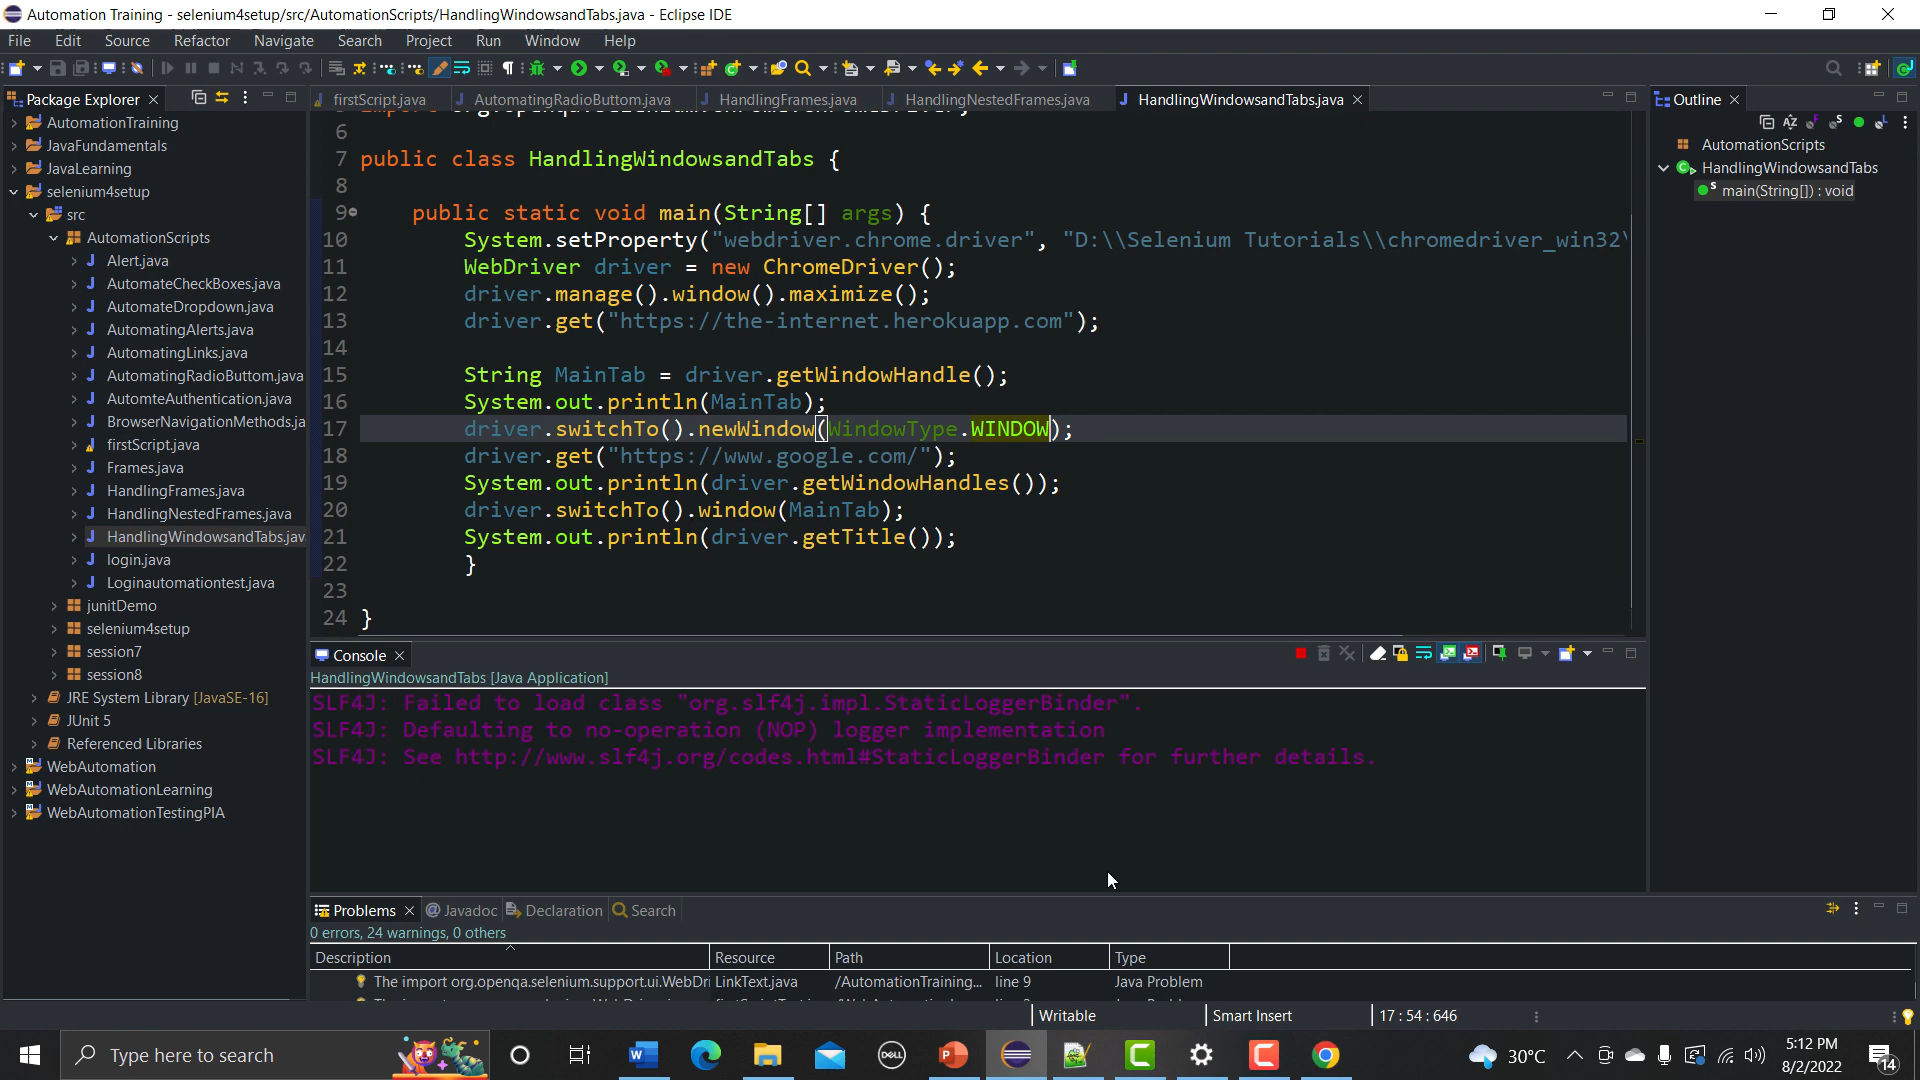 Automation Training - selenium4setup/src/AutomationScripts/HandlingWindowsandTabs.java - Eclipse IDE
File Edit Source Refactor Navigate Search Project Run Window Help
Package Explorer
AutomationTraining
JavaFundamentals
JavaLearning
selenium4setup
src
AutomationScripts
Alert.java
AutomateCheckBoxes.java
AutomateDropdown.java
AutomatingAlerts.java
AutomatingLinks.java
AutomatingRadioButtom.java
AutomteAuthentication.java
BrowserNavigationMethods.ja
firstScript.java
Frames.java
HandlingFrames.java
HandlingNestedFrames.java
HandlingWindowsandTabs.jav
login.java
Loginautomationtest.java
junitDemo
selenium4setup
session7
session8
JRE System Library [JavaSE-16]
JUnit 5
Referenced Libraries
WebAutomation
WebAutomationLearning
WebAutomationTestingPIA
firstScript.java AutomatingRadioButtom.java HandlingFrames.java HandlingNestedFrames.java HandlingWindowsandTabs.java
6
7 public class HandlingWindowsandTabs {
8
9 public static void main(String[] args) {
10 System.setProperty("webdriver.chrome.driver", "D:\\Selenium Tutorials\\chromedriver_win32\
11 WebDriver driver = new ChromeDriver();
12 driver.manage().window().maximize();
13 driver.get("https://the-internet.herokuapp.com");
14
15 String MainTab = driver.getWindowHandle();
16 System.out.println(MainTab);
17 driver.switchTo().newWindow(WindowType.WINDOW);
18 driver.get("https://www.google.com/");
19 System.out.println(driver.getWindowHandles());
20 driver.switchTo().window(MainTab);
21 System.out.println(driver.getTitle());
22 }
23
24 }
Outline
AutomationScripts
HandlingWindowsandTabs
main(String[]) : void
Console
HandlingWindowsandTabs [Java Application]
SLF4J: Failed to load class "org.slf4j.impl.StaticLoggerBinder".
SLF4J: Defaulting to no-operation (NOP) logger implementation
SLF4J: See http://www.slf4j.org/codes.html#StaticLoggerBinder for further details.
Problems @ Javadoc Declaration Search
0 errors, 24 warnings, 0 others
Description Resource Path Location Type
The import org.openqa.selenium.support.ui.WebDri LinkText.java /AutomationTraining... line 9 Java Problem
Writable Smart Insert 17 : 54 : 646
Type here to search
30°C
5:12 PM
8/2/2022
14